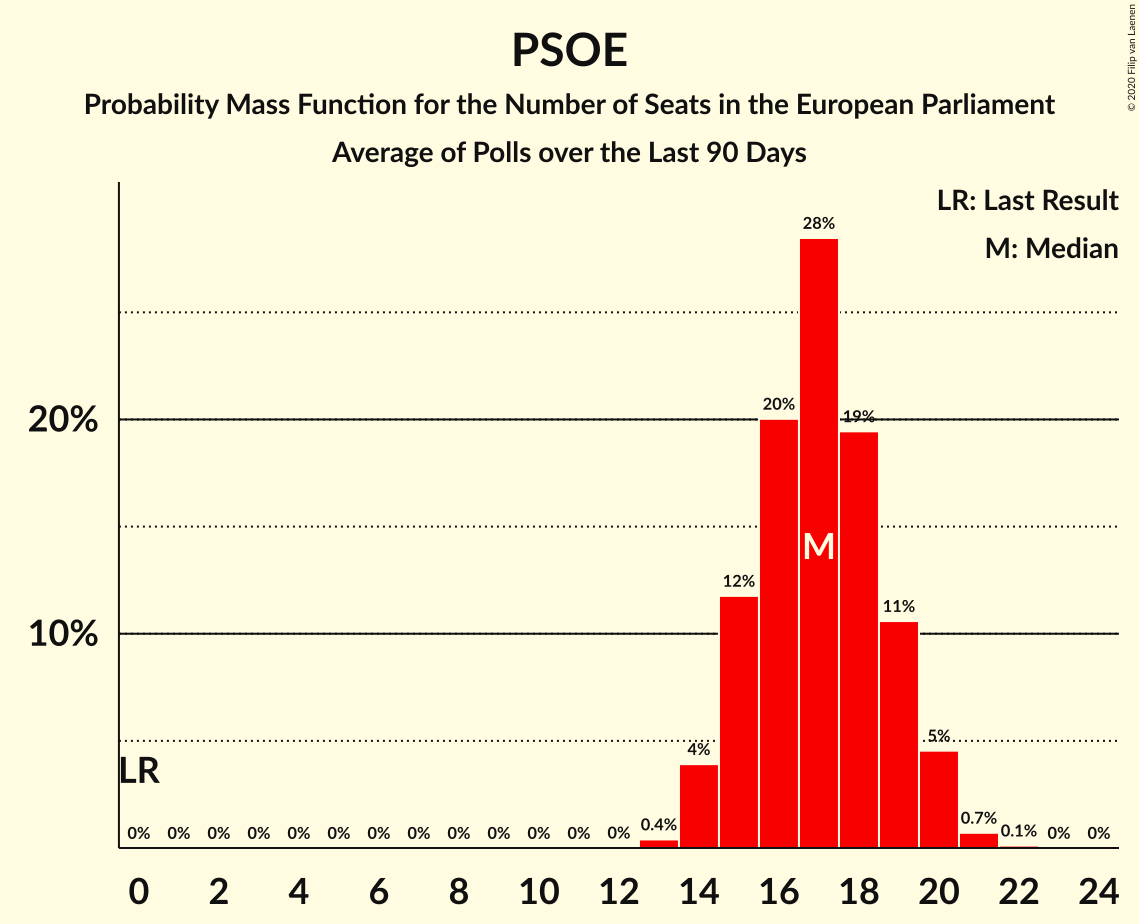 PSOE
Probability Mass Function for the Number of Seats in the European Parliament
Average of Polls over the Last 90 Days
© 2020 Filip van Laenen
LR: Last Result
M: Median
28%
20%
20%
19%
M
12%
11%
10%
5%
4%
LR
0% 0% 0% 0% 0% 0% 0% 0% 0% 0% 0% 0% 0% 0.4% 0.7% 0.1% 0% 0%
0 2 4 6 8 10 12 14 16 18 20 22 24